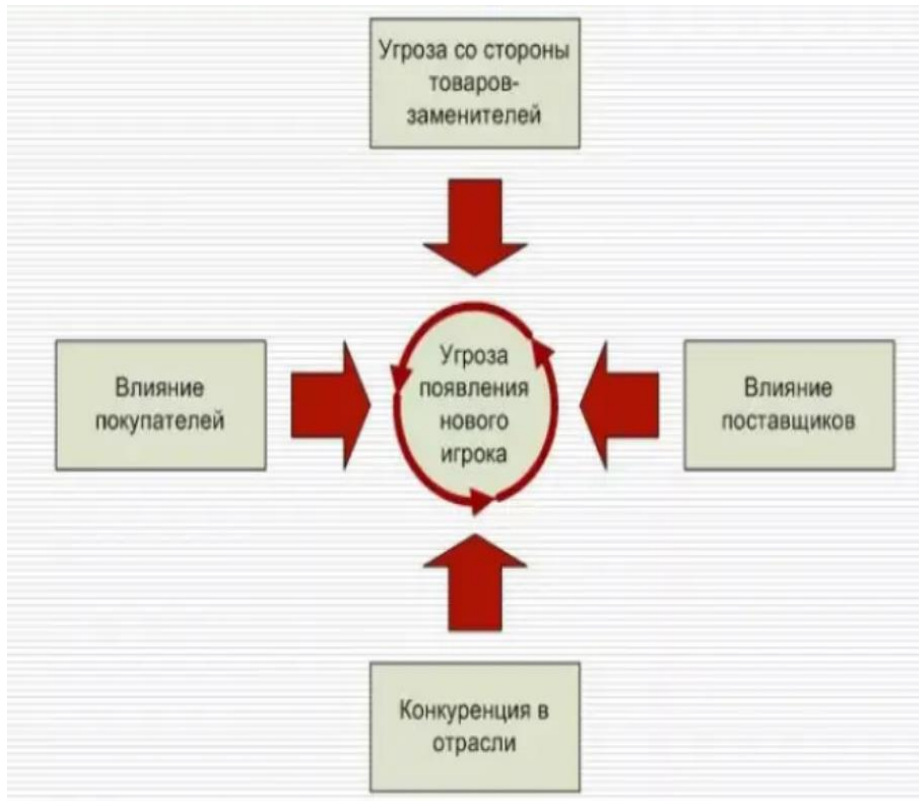 Угроза со стороны
товаров-
заменителей
Влияние
покупателей
Угроза
появления
нового
игрока
Влияние
поставщиков
Конкуренция в
отрасли